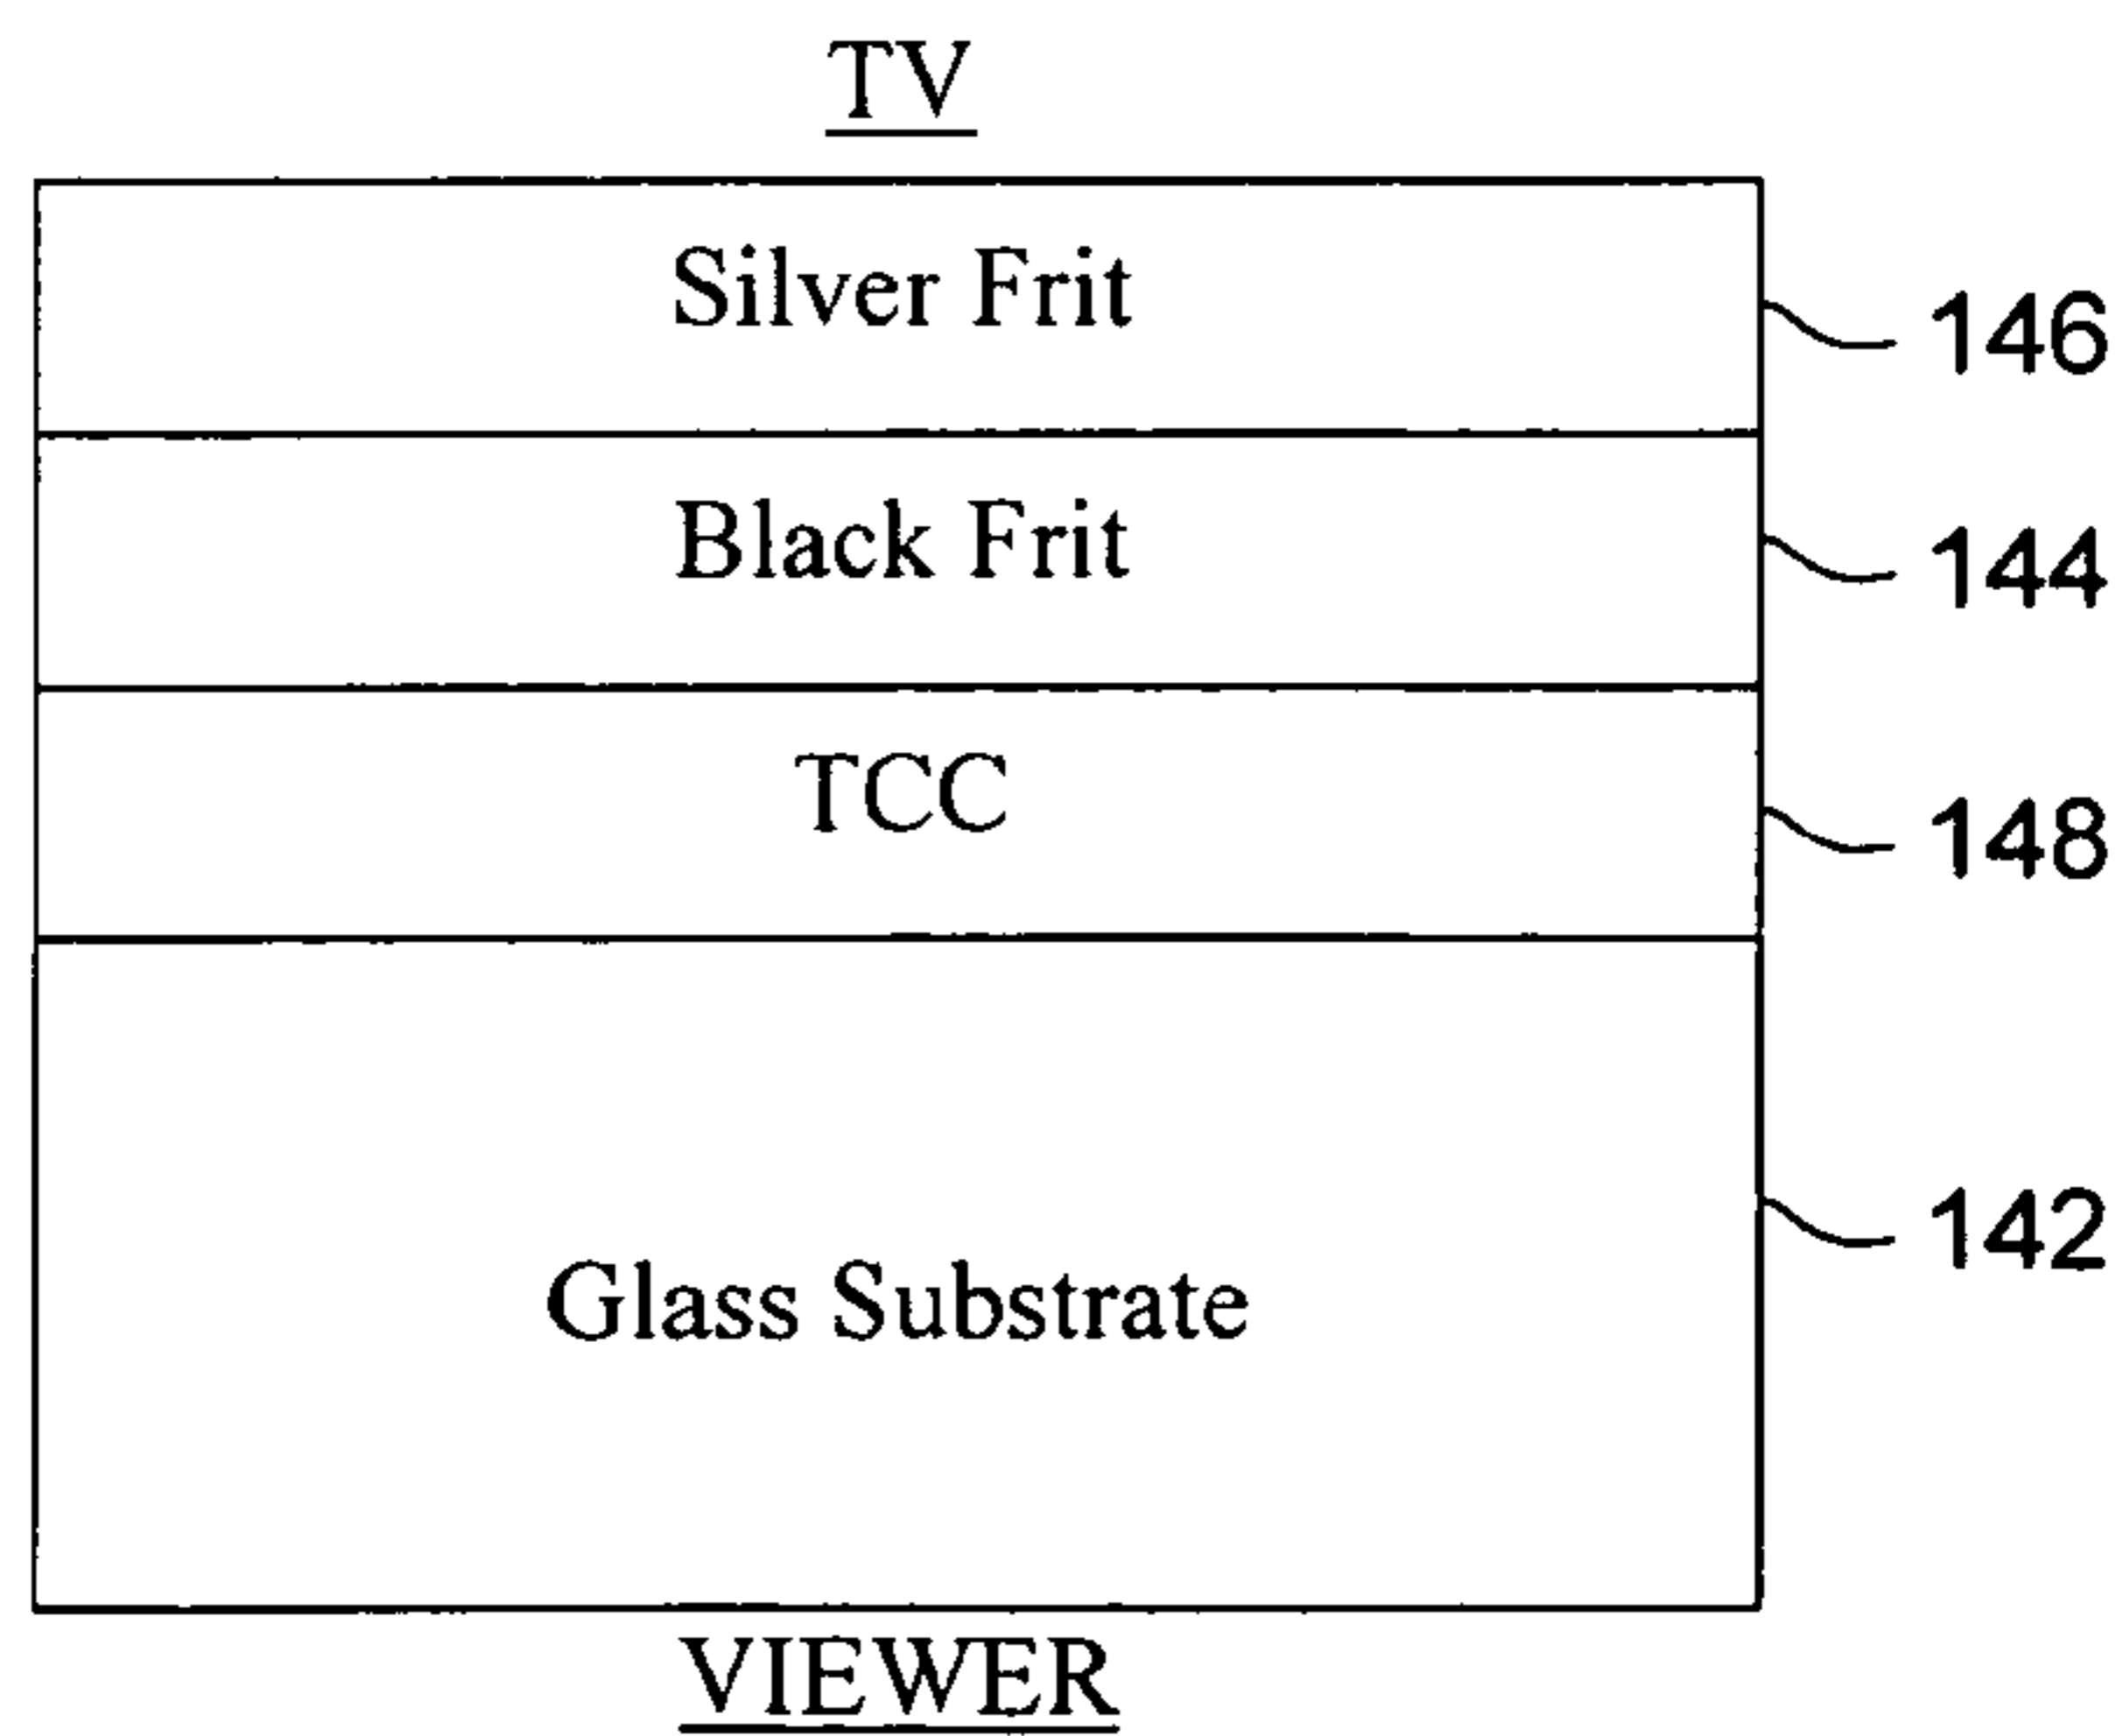 TV
Silver Frit
146
Black Frit
144
TCC
148
142
Glass Substrate
VIEWER